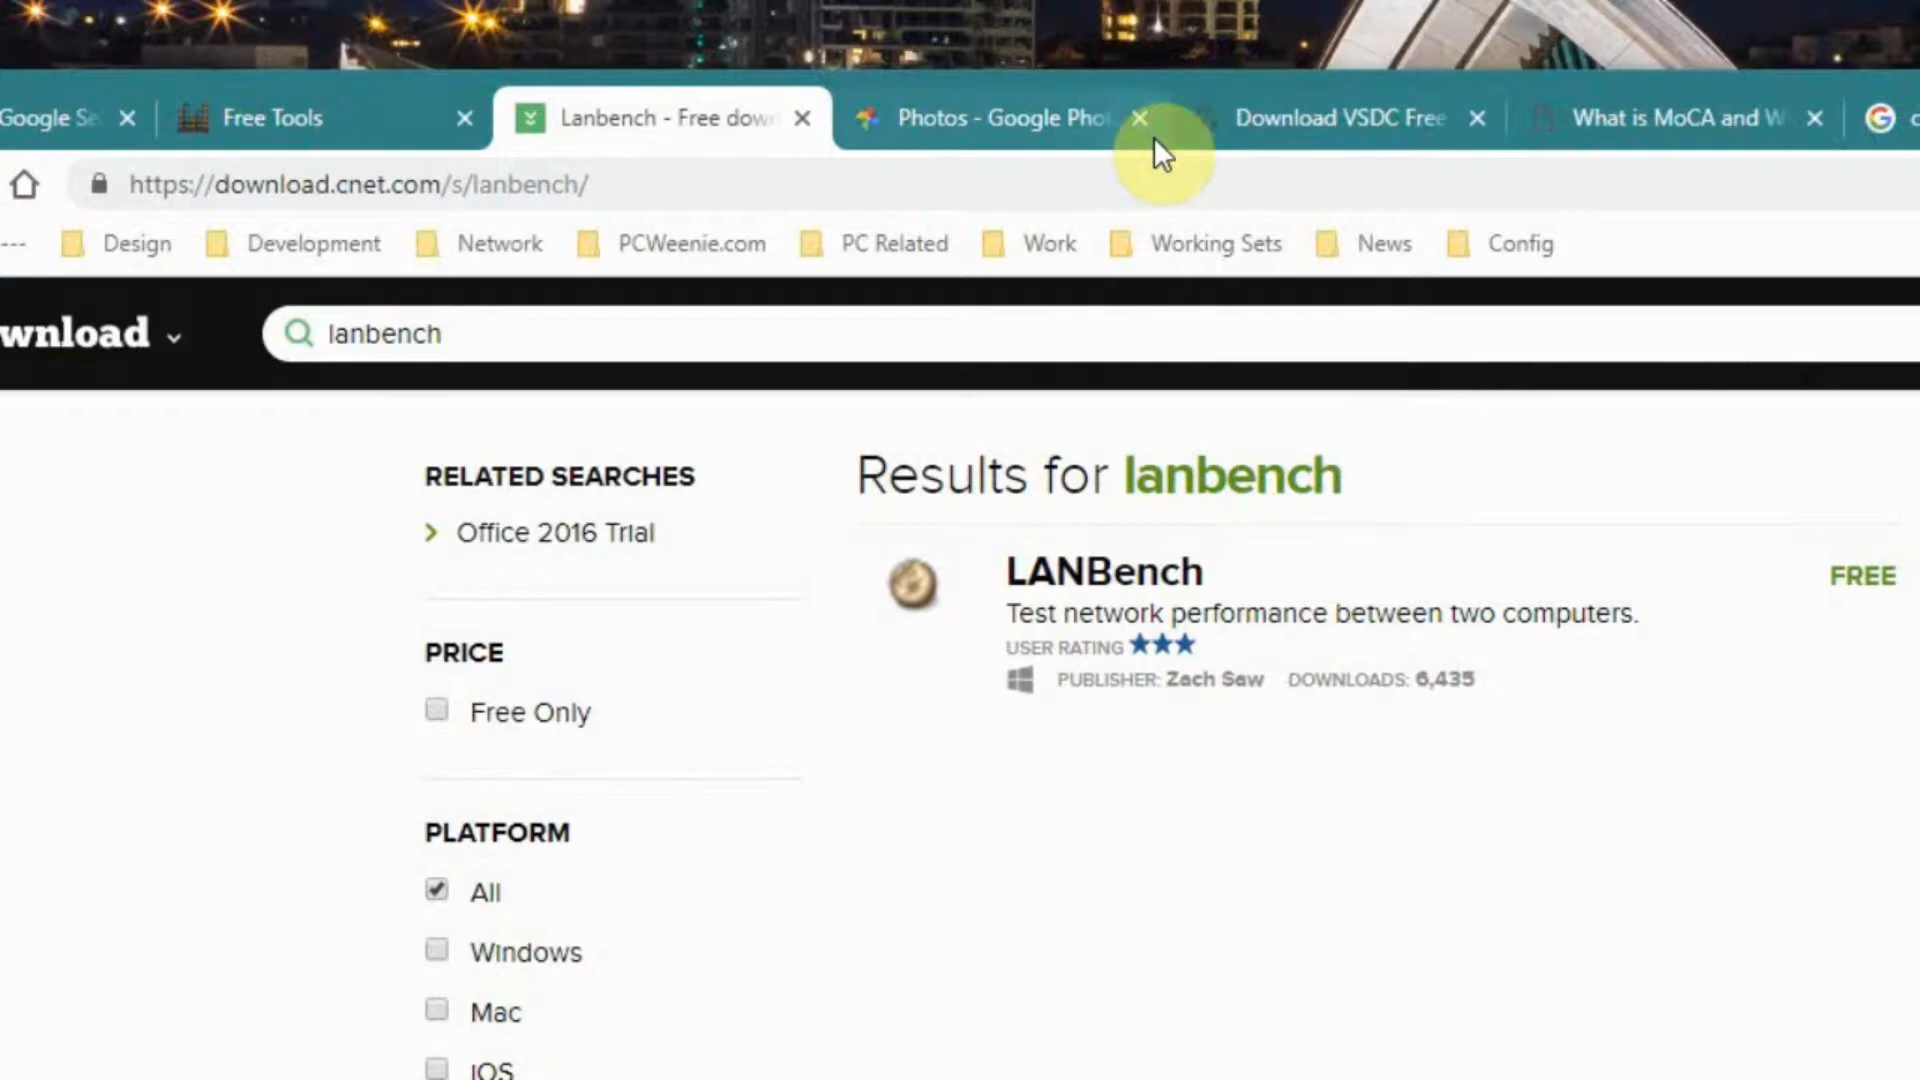 Google Se
Free Tools
Lanbench - Free down
Photos - Google Phot
Download VSDC Free
What is MoCA and W
https://download.cnet.com/s/lanbench/
Design
Development
Network
PCWeenie.com
PC Related
Work
Working Sets
News
Config
wnload
lanbench
RELATED SEARCHES
Office 2016 Trial
PRICE
Free Only
PLATFORM
All
Windows
Mac
iOS
Results for lanbench
LANBench
FREE
Test network performance between two computers.
USER RATING
PUBLISHER: Zach Saw DOWNLOADS: 6,435